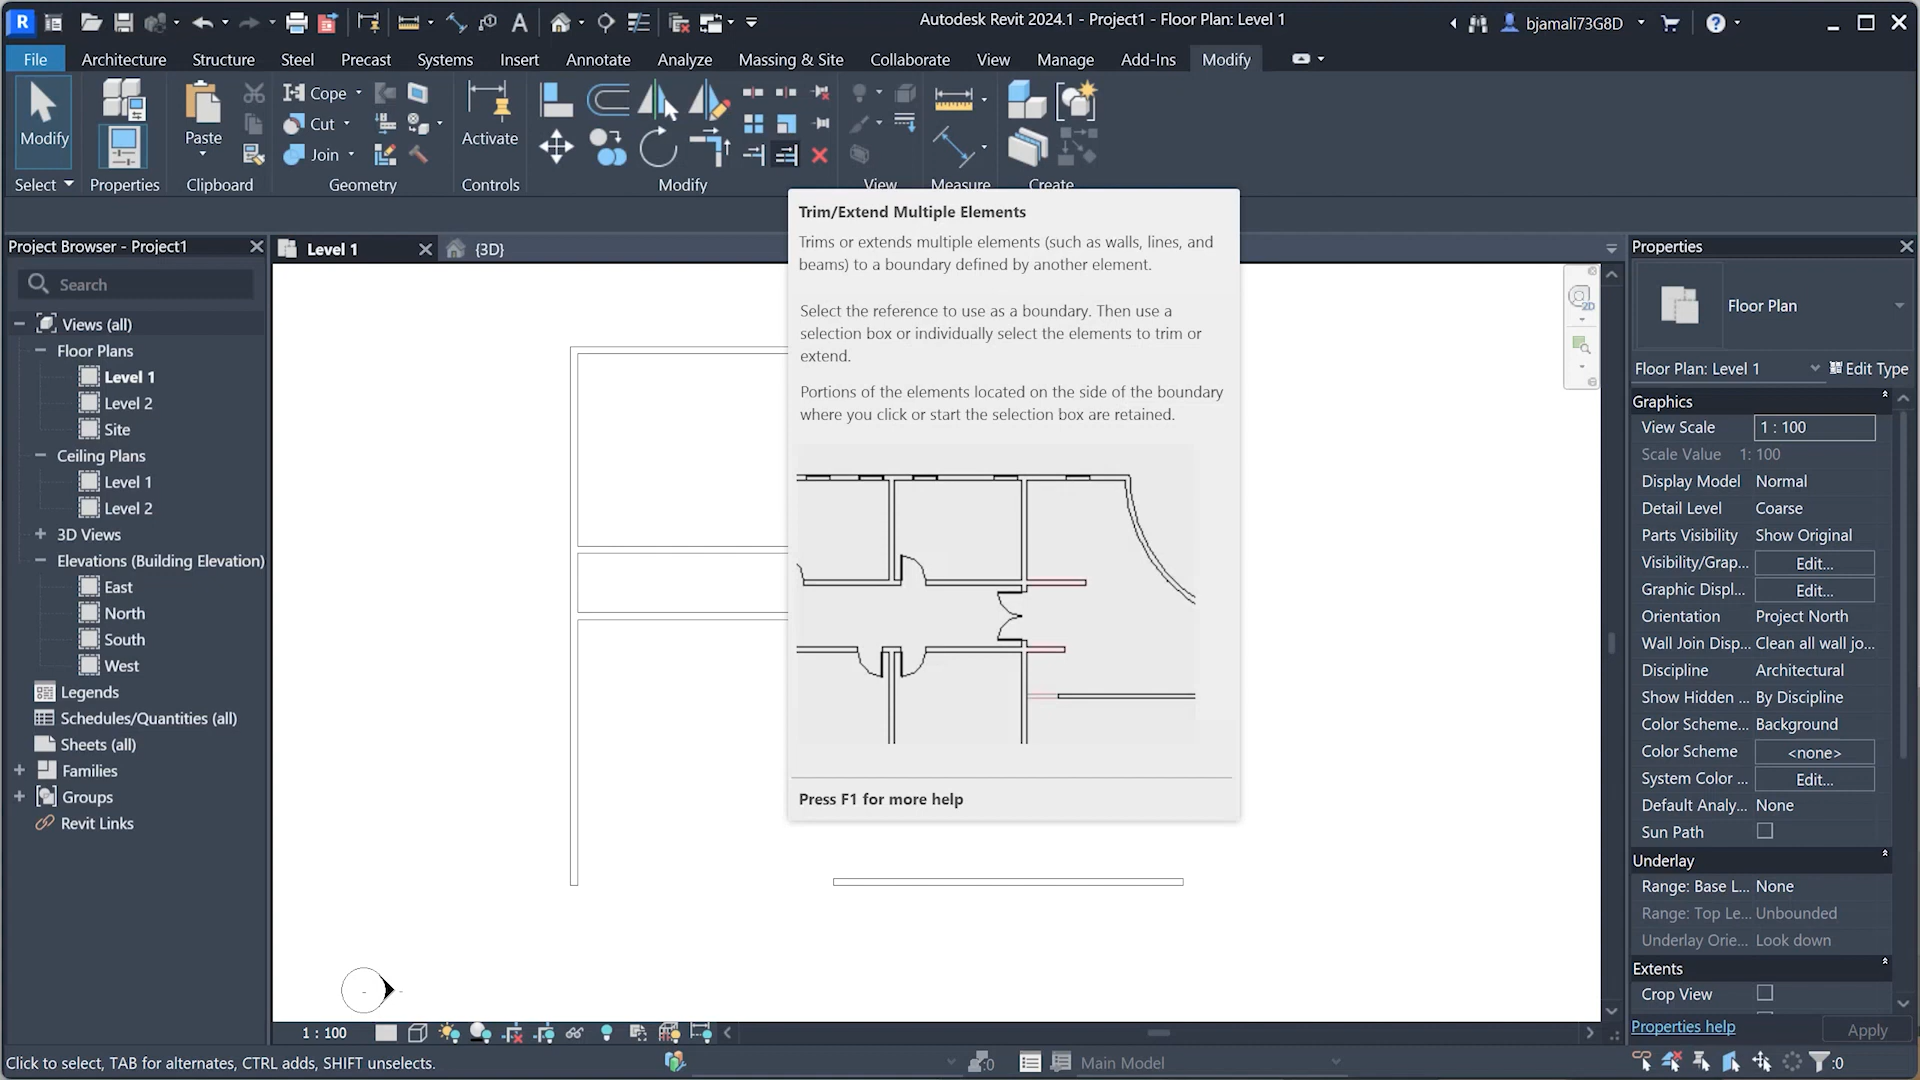 Autodesk Revit 2024.1 - Project1 - Floor Plan: Level 1
bjamali73G8D
File
Architecture
Structure
Steel
Precast
Systems
Insert
Annotate
Analyze
Massing & Site
Collaborate
View
Manage
Add-Ins
Modify
Modify
Paste
Cope
Cut
Join
Activate
Select
Properties
Clipboard
Geometry
Controls
Modify
View
Measure
Create
Trim/Extend Multiple Elements
Trims or extends multiple elements (such as walls, lines, and
beams) to a boundary defined by another element.
Select the reference to use as a boundary. Then use a
selection box or individually select the elements to trim or
extend.
Portions of the elements located on the side of the boundary
where you click or start the selection box are retained.
Press F1 for more help
Project Browser - Project1
Search
Views (all)
Floor Plans
Level 1
Level 2
Site
Ceiling Plans
Level 1
Level 2
3D Views
Elevations (Building Elevation)
East
North
South
West
Legends
Schedules/Quantities (all)
Sheets (all)
Families
Groups
Revit Links
Level 1
{3D}
2D
Properties
Floor Plan
Floor Plan: Level 1
Edit Type
Graphics
View Scale 1 : 100
Scale Value 1: 100
Display Model Normal
Detail Level Coarse
Parts Visibility Show Original
Visibility/Grap... Edit...
Graphic Displ... Edit...
Orientation Project North
Wall Join Disp... Clean all wall jo...
Discipline Architectural
Show Hidden ... By Discipline
Color Scheme... Background
Color Scheme <none>
System Color ... Edit...
Default Analy... None
Sun Path
Underlay
Range: Base L... None
Range: Top Le... Unbounded
Underlay Orie... Look down
Extents
Crop View
Properties help
Apply
1 : 100
Click to select, TAB for alternates, CTRL adds, SHIFT unselects.
:0
Main Model
:0